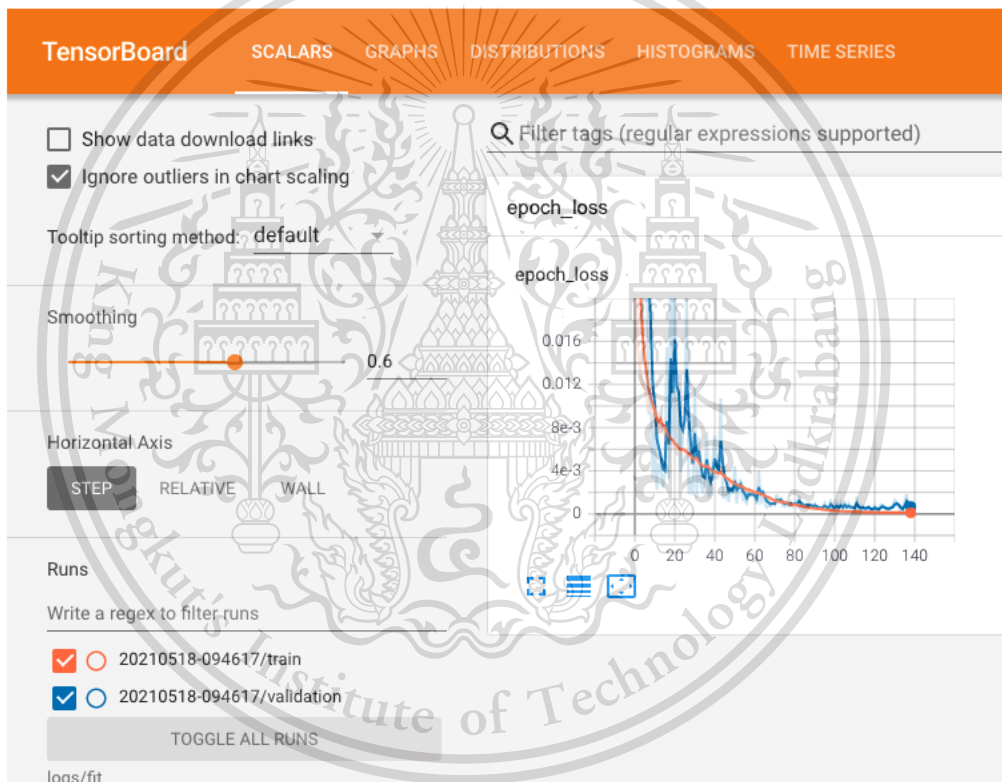 TensorBoard SCALARS GRAPHS DISTRIBUTIONS HISTOGRAMS TIME SERIES
Show data download links
Ignore outliers in chart scaling
Tooltip sorting method: default
Smoothing
0.6
Horizontal Axis
STEP RELATIVE WALL
Runs
Write a regex to filter runs
20210518-094617/train
20210518-094617/validation
TOGGLE ALL RUNS
logs/fit
Filter tags (regular expressions supported)
epoch_loss
epoch_loss
0.016
0.012
8e-3
4e-3
0
0 20 40 60 80 100 120 140
King Mongkut's Institute of Technology Ladkrabang